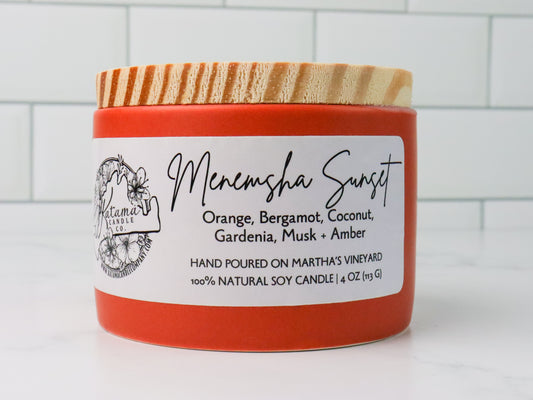 Katama
CANDLE
CO.
Menemsha Sunset
Orange, Bergamot, Coconut,
Gardenia, Musk + Amber
HAND POURED ON MARTHA'S VINEYARD
100% NATURAL SOY CANDLE | 4 OZ (113 G)